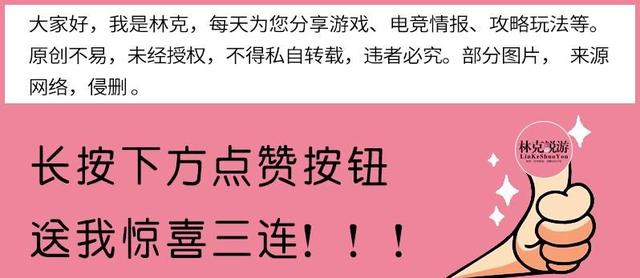 大家好，我是林克，每天为您分享游戏、电竞情报、攻略玩法等。
原创不易，未经授权，不得私自转载，违者必究。部分图片， 来源
网络，侵删。
林克说游
LinKeShuoYou
长按下方点赞按钮
送我惊喜三连！！！